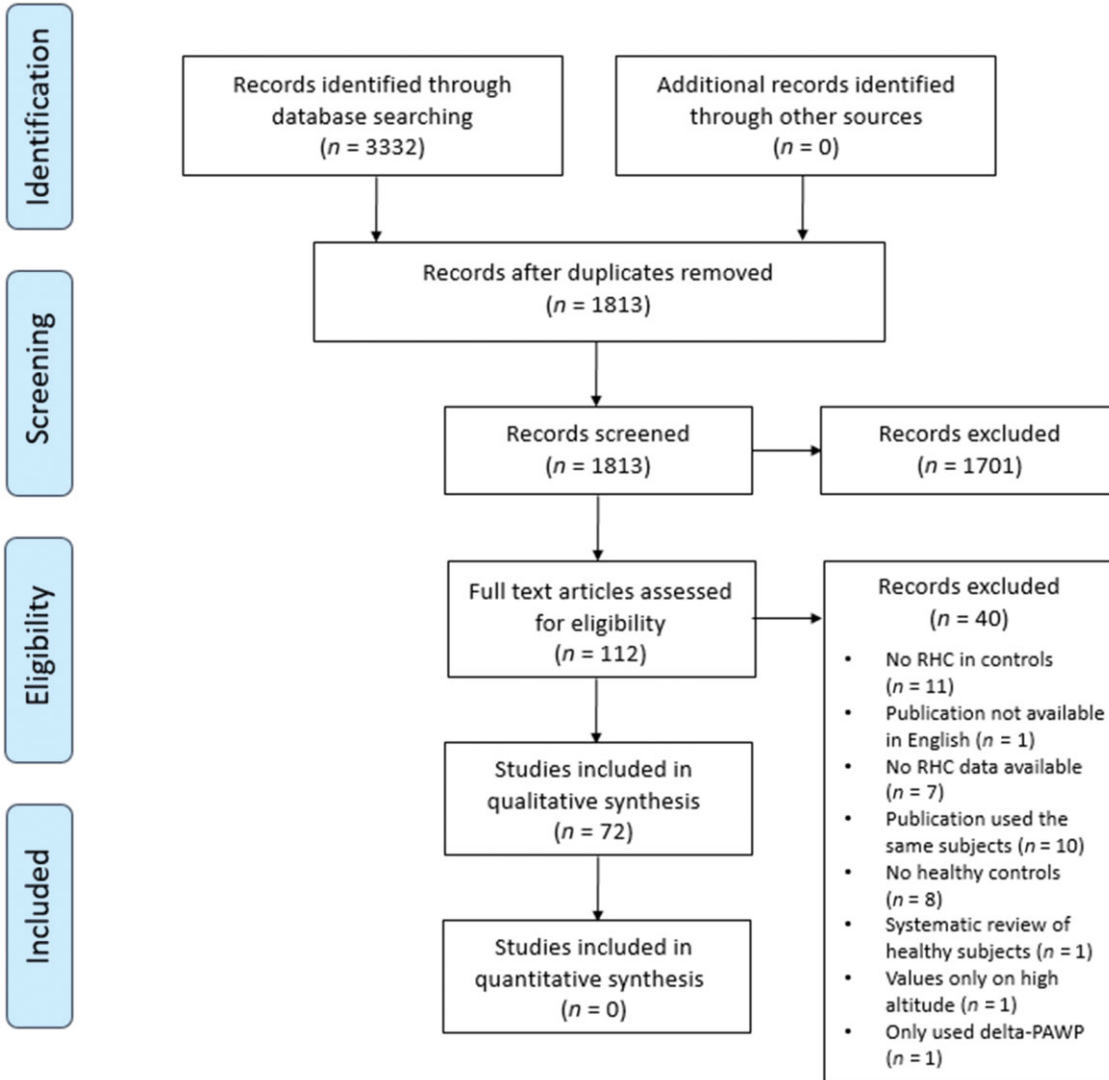 Identification
Records identified through
database searching
(n = 3332)
Additional records identified
through other sources
(n = 0)
Records after duplicates removed
(n = 1813)
Screening
Records screened
(n = 1813)
Records excluded
(n = 1701)
Eligibility
Full text articles assessed
for eligibility
(n = 112)
Records excluded
(n = 40)
• No RHC in controls
(n = 11)
• Publication not available
in English (n = 1)
• No RHC data available
(n = 7)
• Publication used the
same subjects (n = 10)
• No healthy controls
(n = 8)
• Systematic review of
healthy subjects (n = 1)
• Values only on high
altitude (n = 1)
• Only used delta-PAWP
(n = 1)
Studies included in
qualitative synthesis
(n = 72)
Included
Studies included in
quantitative synthesis
(n = 0)